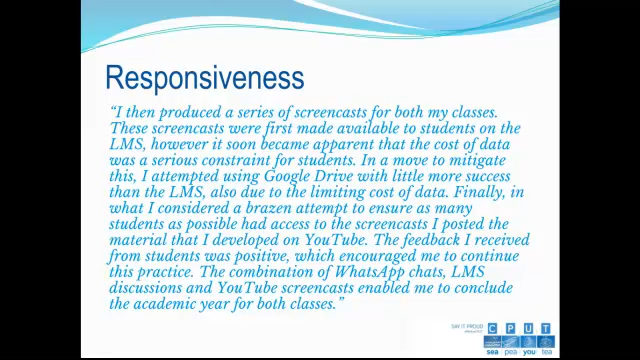 Responsiveness
“I then produced a series of screencasts for both my classes.
These screencasts were first made available to students on the
LMS, however it soon became apparent that the cost of data
was a serious constraint for students. In a move to mitigate
this, I attempted using Google Drive with little more success
than the LMS, also due to the limiting cost of data. Finally, in
what I considered a brazen attempt to ensure as many
students as possible had access to the screencasts I posted the
material that I developed on YouTube. The feedback I received
from students was positive, which encouraged me to continue
this practice. The combination of WhatsApp chats, LMS
discussions and YouTube screencasts enabled me to conclude
the academic year for both classes.”
SAY IT PROUD
C P U T
sea pea you tea